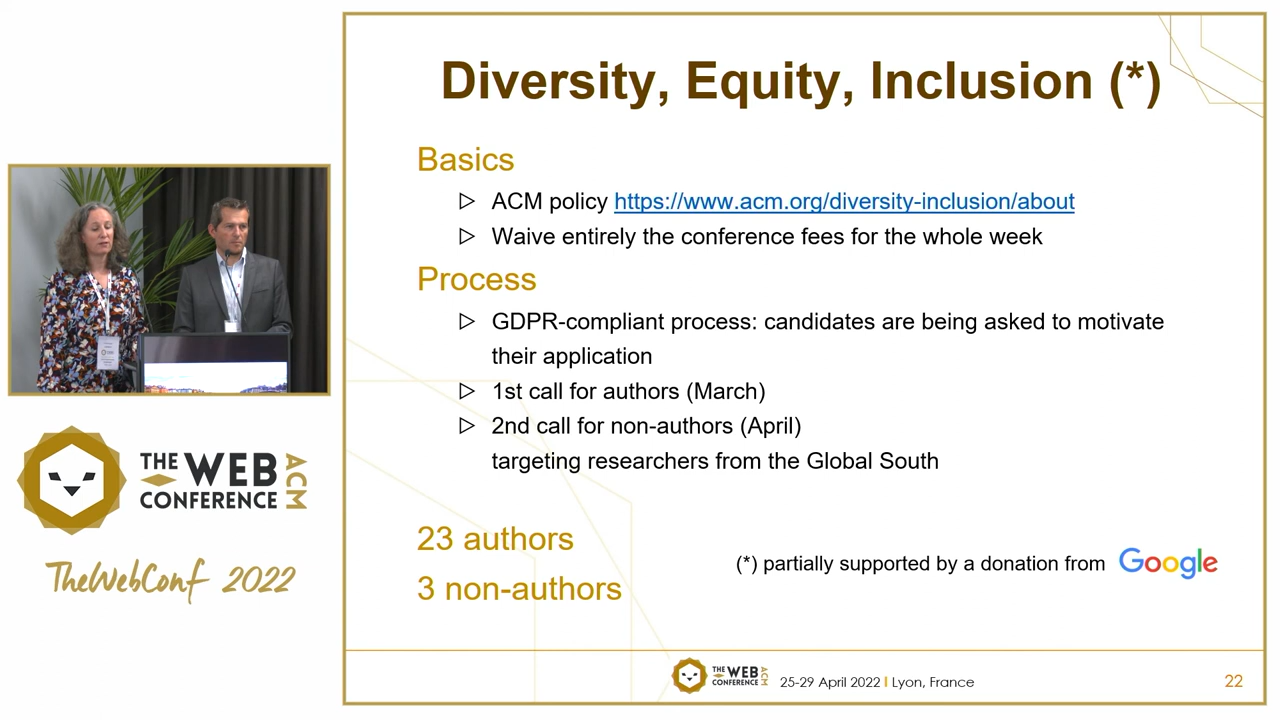 Diversity, Equity, Inclusion (*)
Basics
▷ ACM policy https://www.acm.org/diversity-inclusion/about
▷ Waive entirely the conference fees for the whole week
Process
▷ GDPR-compliant process: candidates are being asked to motivate
their application
▷ 1st call for authors (March)
▷ 2nd call for non-authors (April)
targeting researchers from the Global South
23 authors
3 non-authors
(*) partially supported by a donation from Google
THE WEB
CONFERENCE
ACM
TheWebConf 2022
THE WEB
CONFERENCE
ACM
25-29 April 2022 I Lyon, France
22